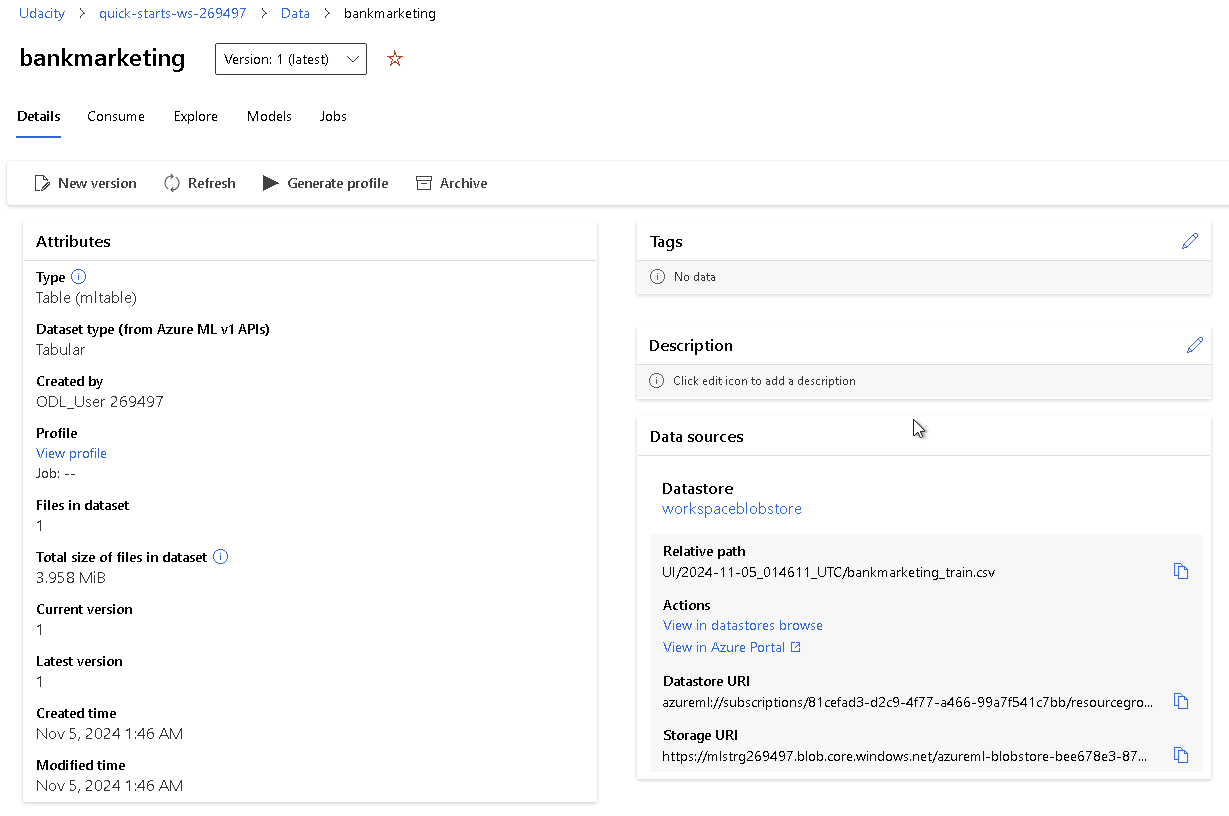 Udacity > quick-starts-ws-269497 > Data > bankmarketing
bankmarketing
Version: 1 (latest)
Details Consume Explore Models Jobs
New version Refresh Generate profile Archive
Attributes
Type
Table (mltable)
Dataset type (from Azure ML v1 APIs)
Tabular
Created by
ODL_User 269497
Profile
View profile
Job: --
Files in dataset
1
Total size of files in dataset
3.958 MiB
Current version
1
Latest version
1
Created time
Nov 5, 2024 1:46 AM
Modified time
Nov 5, 2024 1:46 AM
Tags
No data
Description
Click edit icon to add a description
Data sources
Datastore
workspaceblobstore
Relative path
UI/2024-11-05_014611_UTC/bankmarketing_train.csv
Actions
View in datastores browse
View in Azure Portal
Datastore URI
azureml://subscriptions/81cefad3-d2c9-4f77-a466-99a7f541c7bb/resourcegro...
Storage URI
https://mlstrg269497.blob.core.windows.net/azureml-blobstore-bee678e3-87...